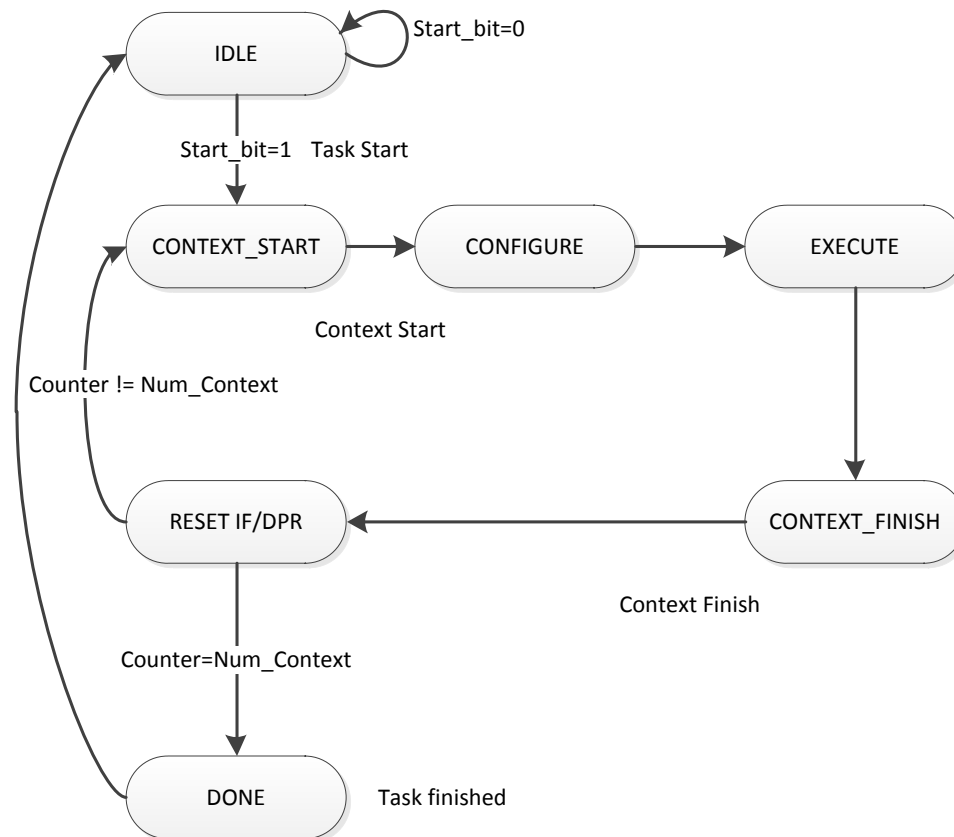 IDLE
Start_bit=0
Start_bit=1 Task Start
CONTEXT_START
CONFIGURE
EXECUTE
Context Start
Counter != Num_Context
RESET IF/DPR
CONTEXT_FINISH
Context Finish
Counter=Num_Context
DONE
Task finished